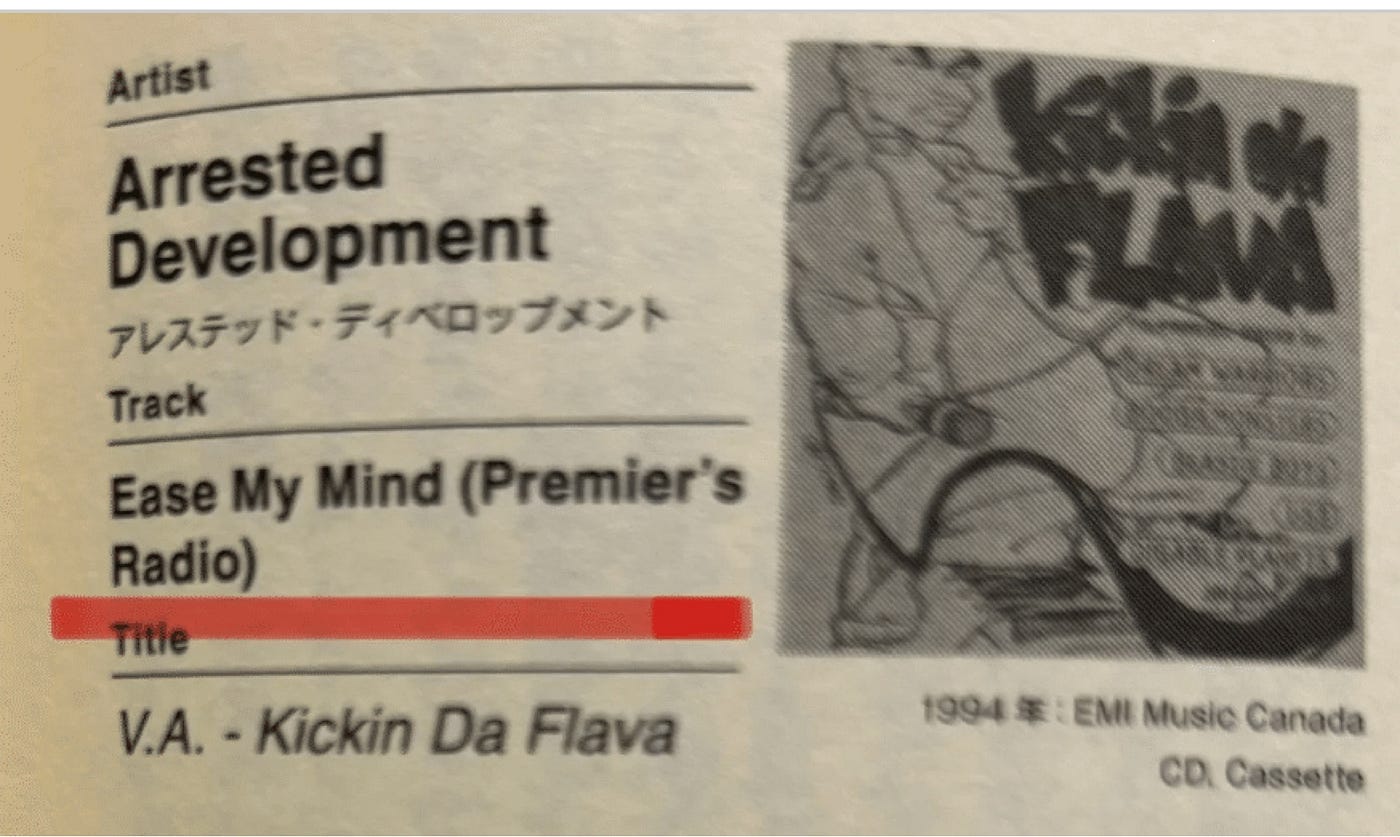 Artist
Arrested
Development
アレステッド・ディベロップメント
Track
Ease My Mind (Premier's
Radio)
Title
V.A. - Kickin Da Flava
Kickin da
FLAVA
1994 年 : EMI Music Canada
CD. Cassette